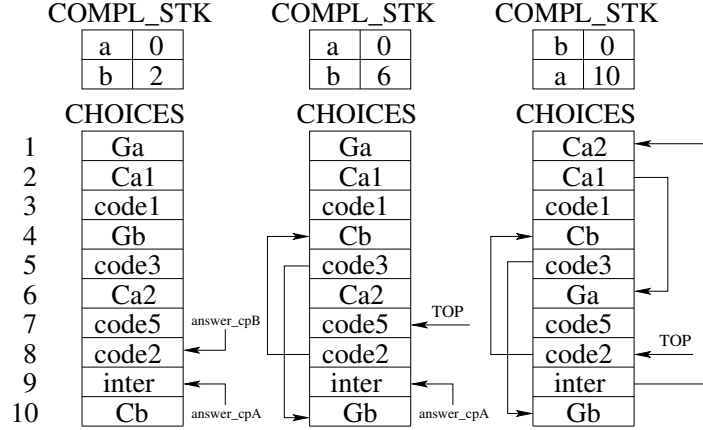 COMPL_STK COMPL_STK COMPL_STK
a 0 a 0 b 0
b 2 b 6 a 10
CHOICES CHOICES CHOICES
1 Ga Ga Ca2
2 Ca1 Ca1 Ca1
3 code1 code1 code1
4 Gb Cb Cb
5 code3 code3 code3
6 Ca2 Ca2 Ga
7 code5 answer_cpB code5 TOP code5
8 code2 code2 code2 TOP
9 inter inter inter
10 Cb answer_cpA Gb answer_cpA Gb